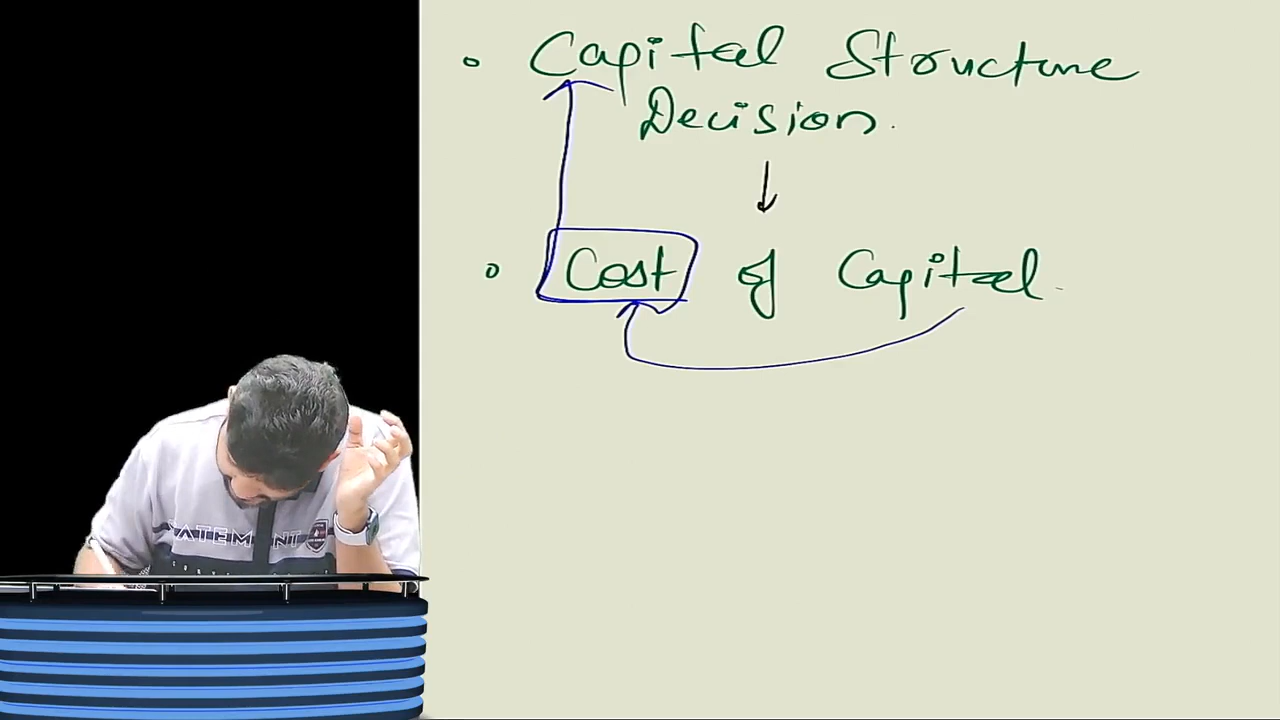 • Capital Structure
Decision.
• Cost of Capital.